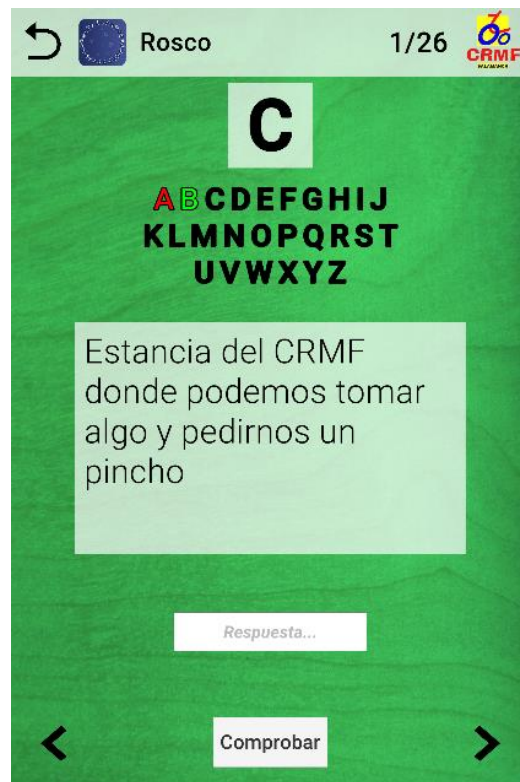 Rosco
1/26
CRMF
SALAMANCA
C
ABCDEFGHIJ
KLMNOPQRST
UVWXYZ
Estancia del CRMF
donde podemos tomar
algo y pedirnos un
pincho
Respuesta...
Comprobar